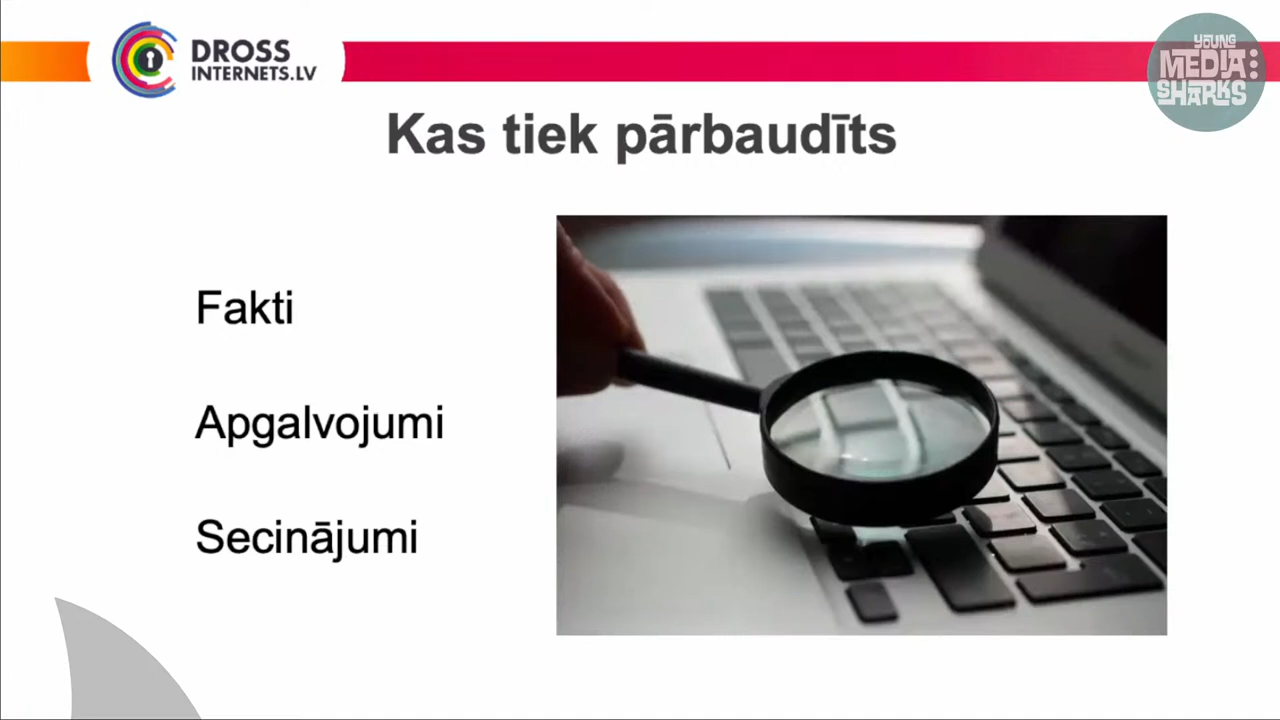 DROSS
INTERNETS.LV
YOUNG
MEDIA:
SHARKS
Kas tiek pārbaudīts
Fakti
Apgalvojumi
Secinājumi